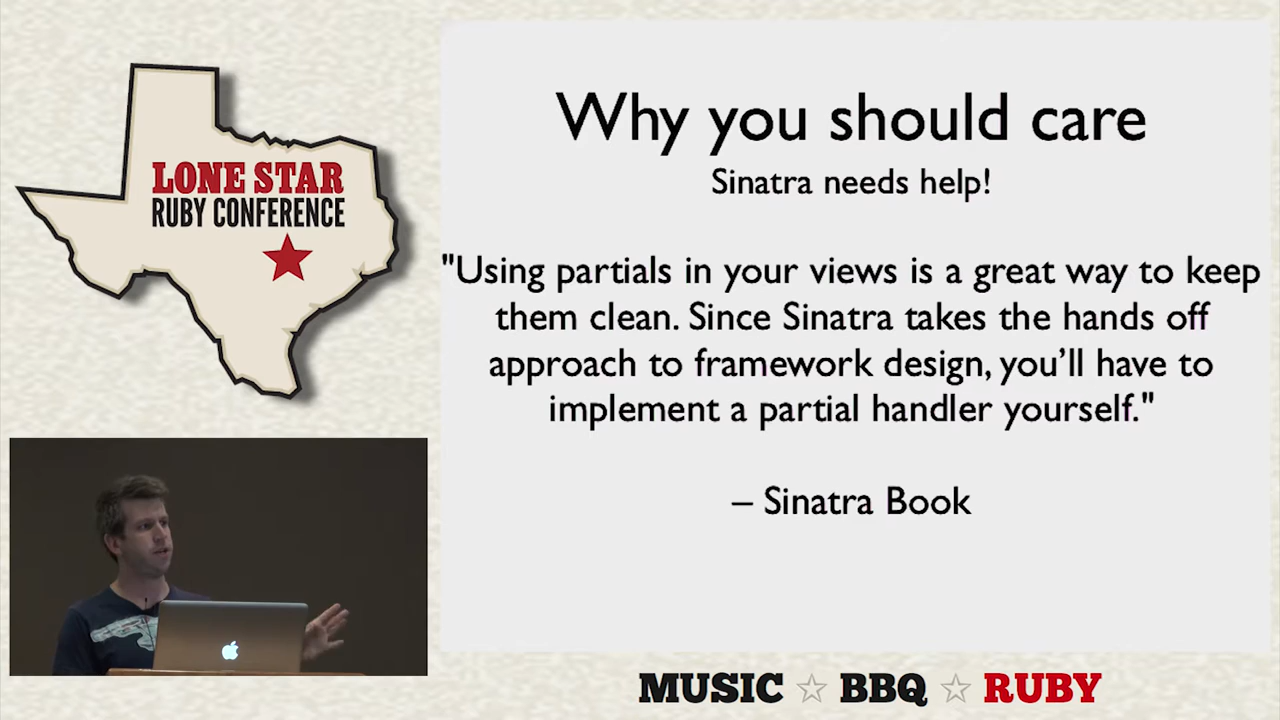 LONE STAR
RUBY CONFERENCE
Why you should care
Sinatra needs help!
"Using partials in your views is a great way to keep
them clean. Since Sinatra takes the hands off
approach to framework design, you’ll have to
implement a partial handler yourself."
– Sinatra Book
MUSIC ☆ BBQ ☆ RUBY